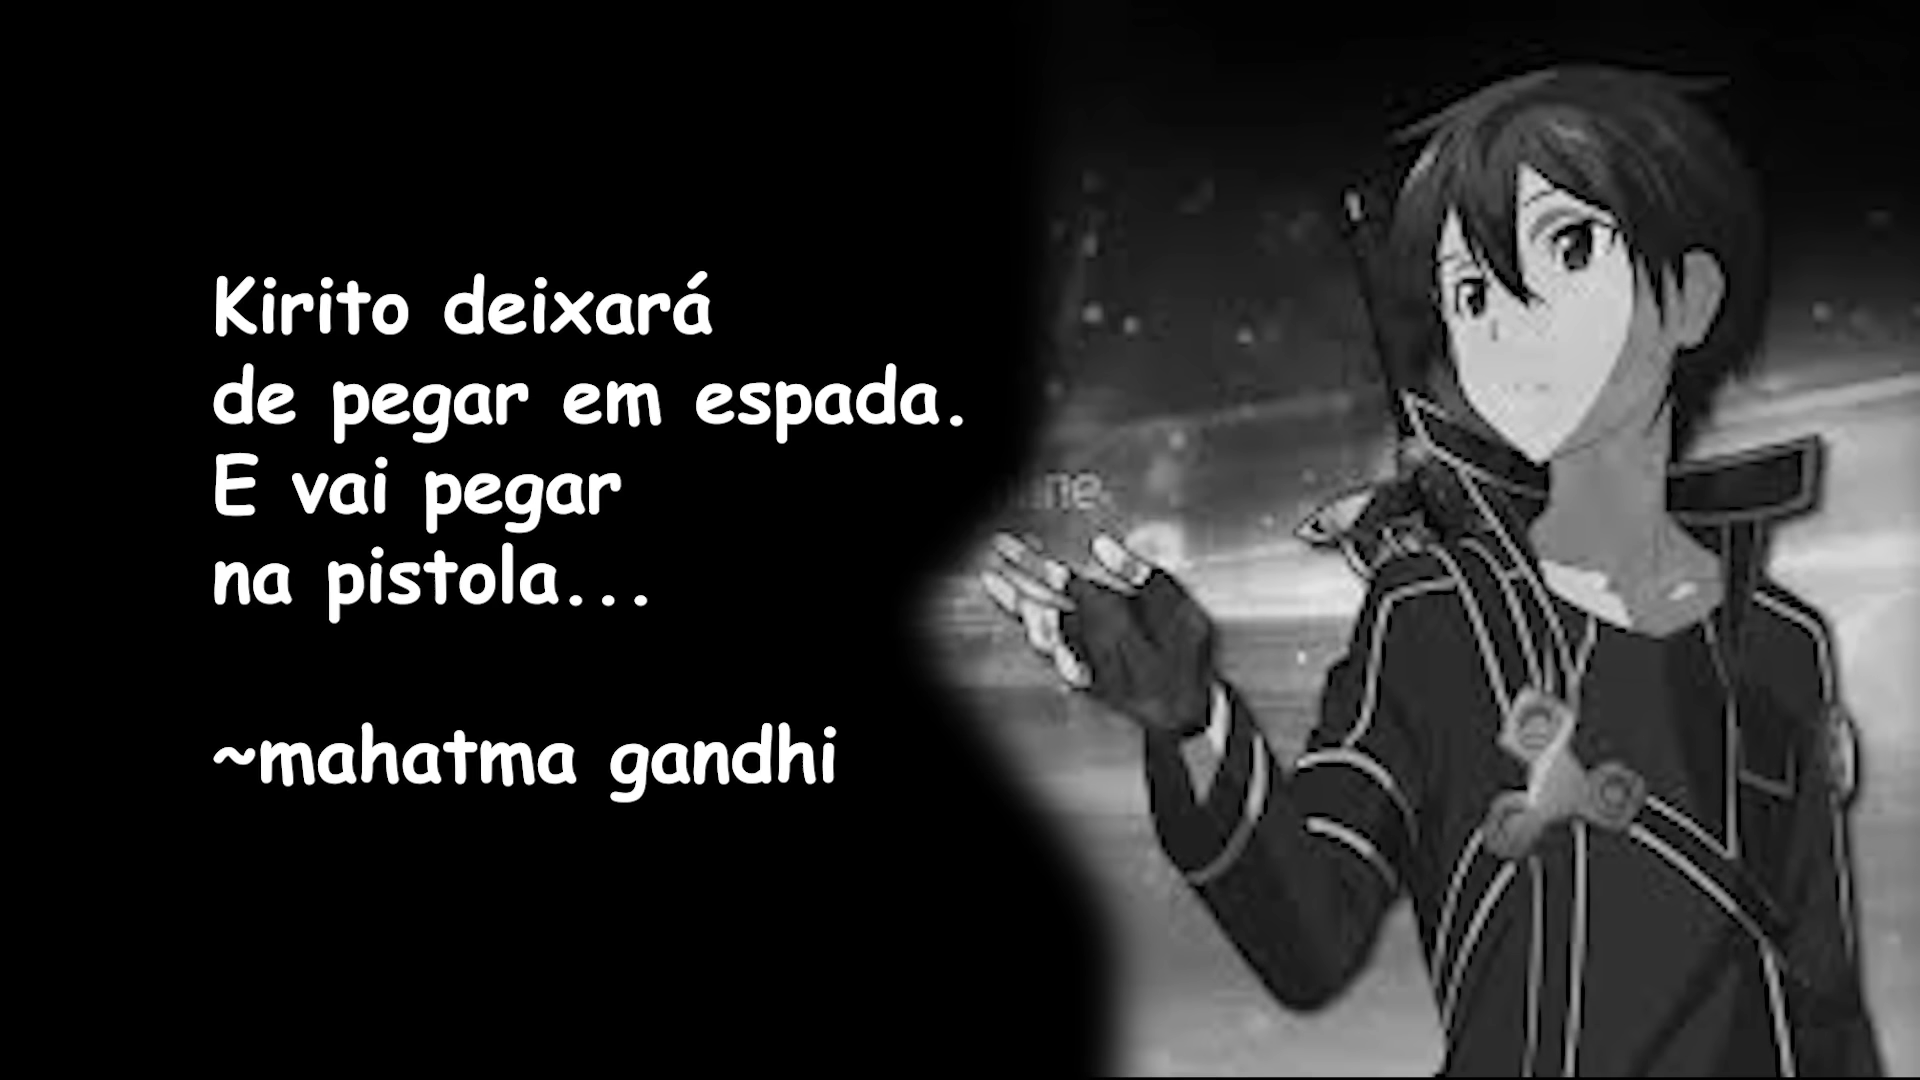 Kirito deixará
de pegar em espada.
E vai pegar
na pistola...
~mahatma gandhi